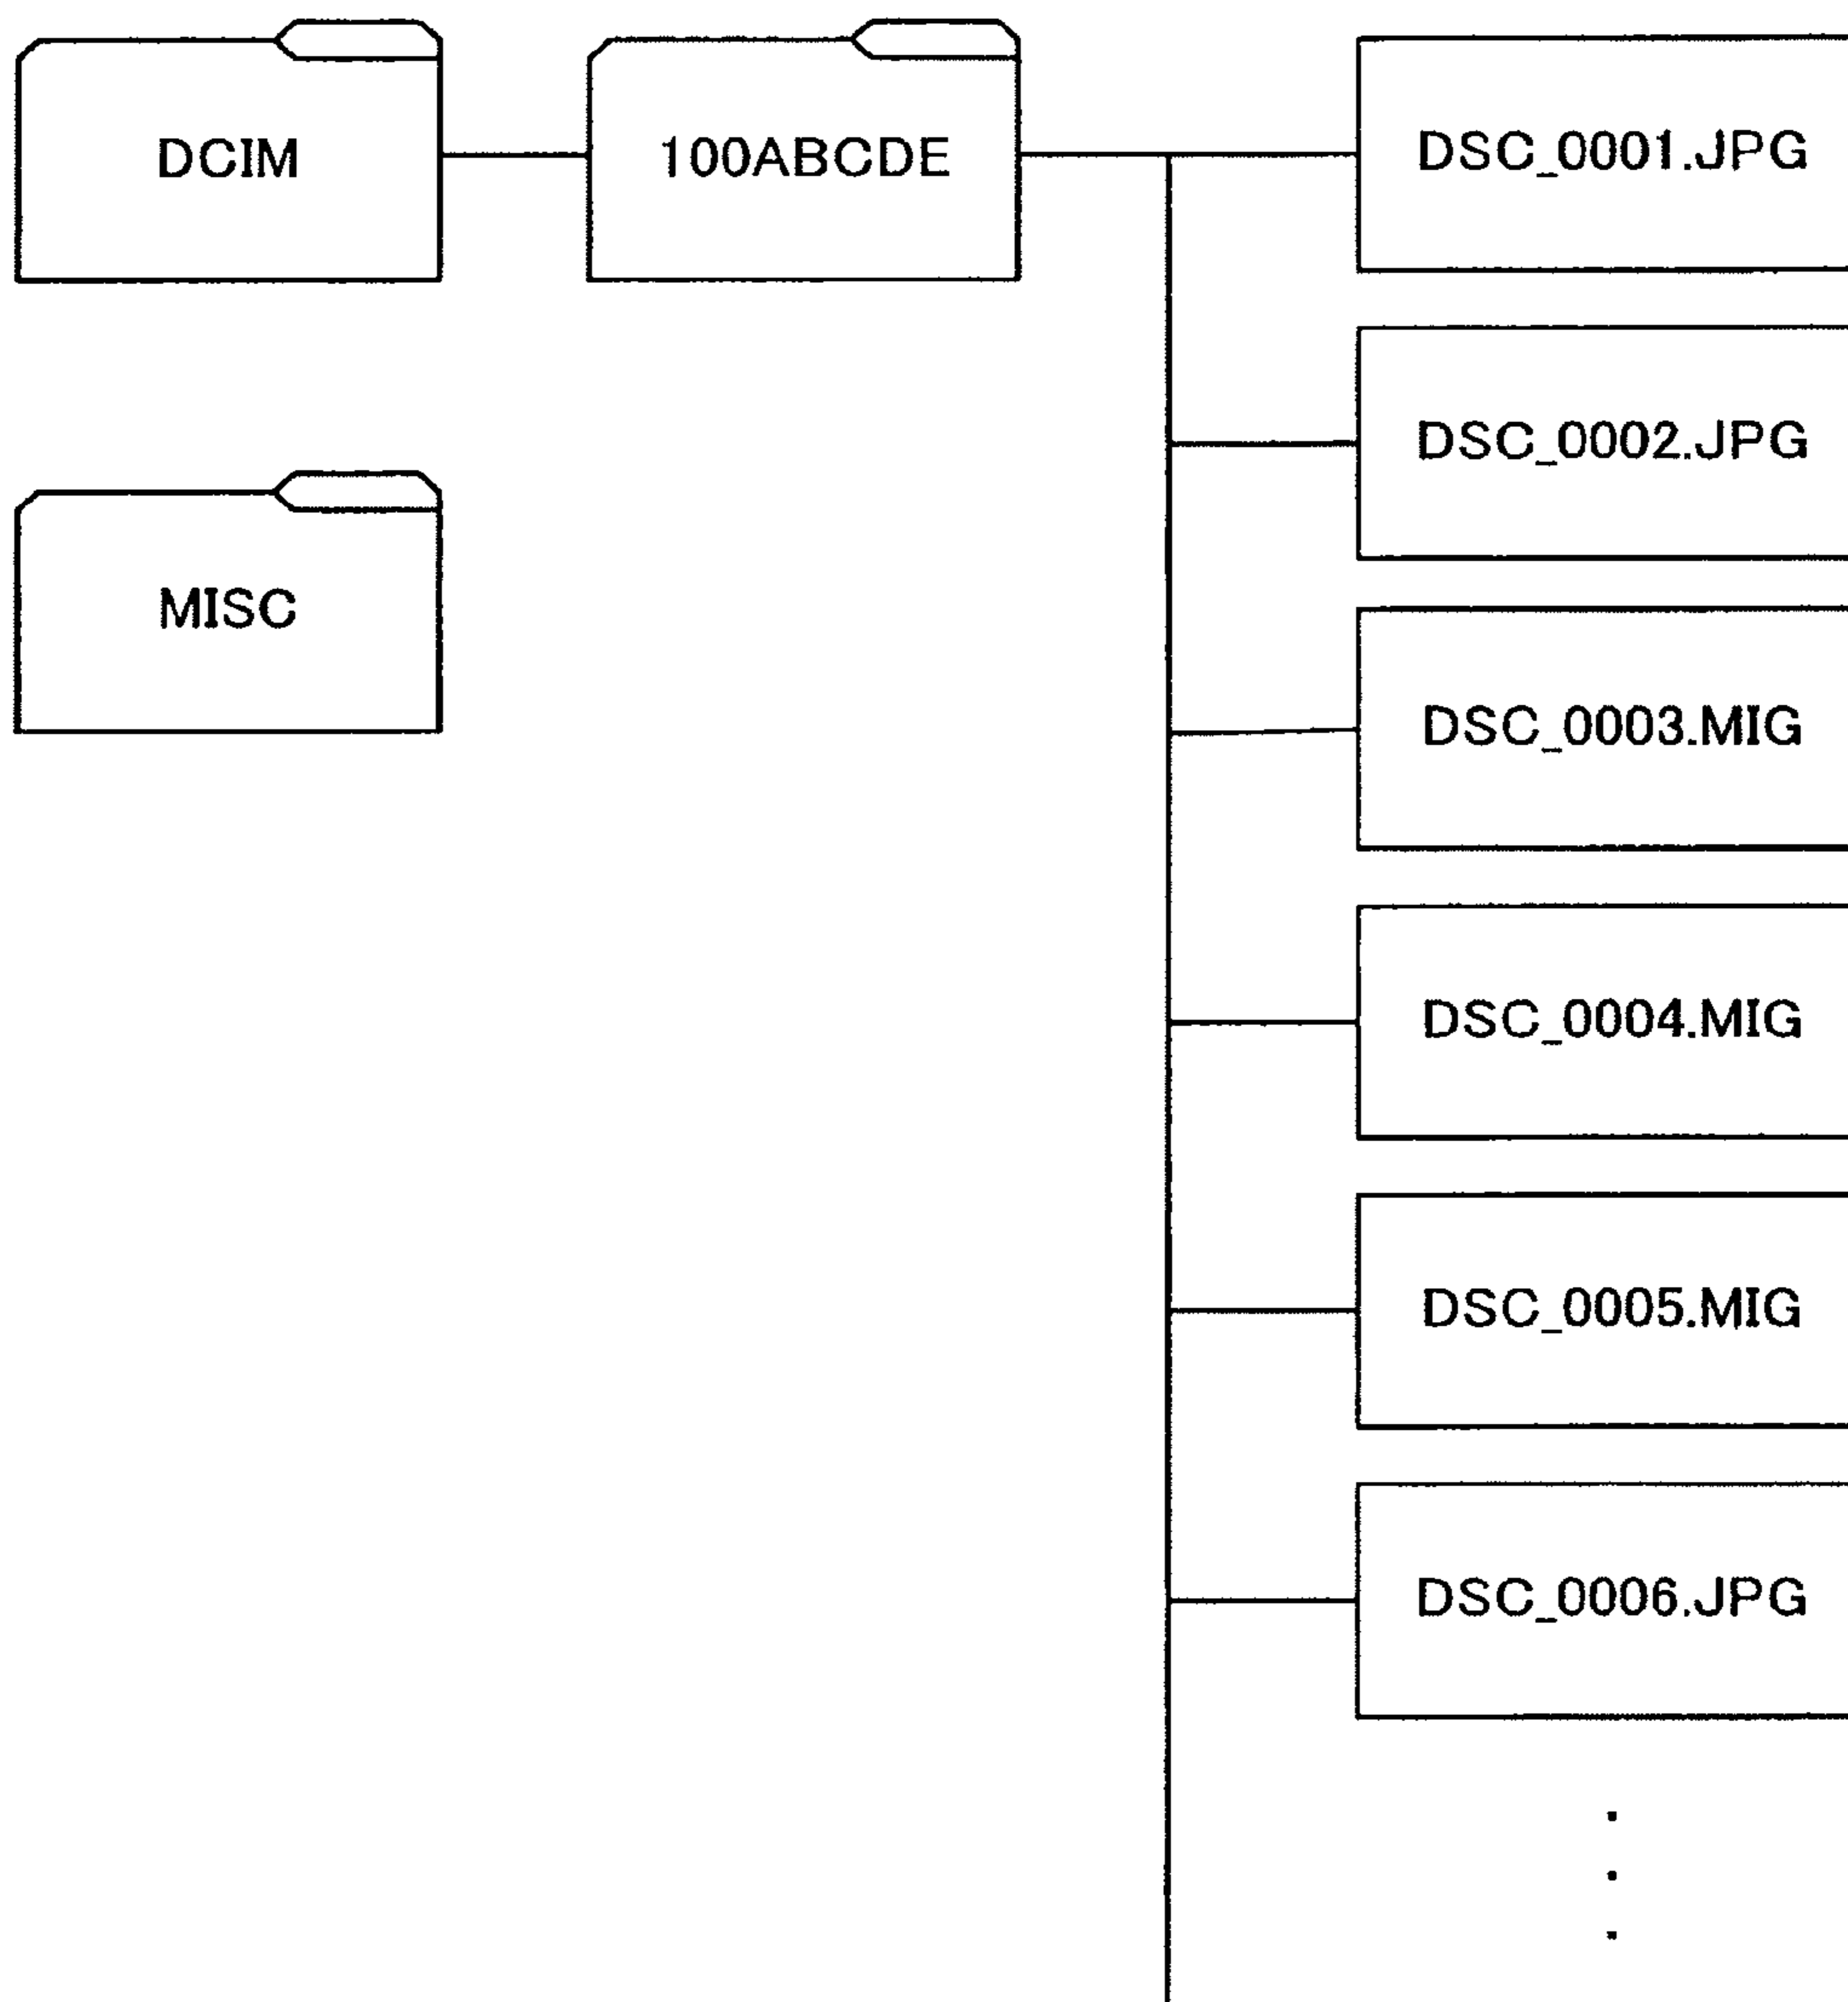 DCIM
100ABCDE
DSC_0001.JPG
DSC_0002.JPG
MISC
DSC_0003.MIG
DSC_0004.MIG
DSC_0005.MIG
DSC_0006.JPG